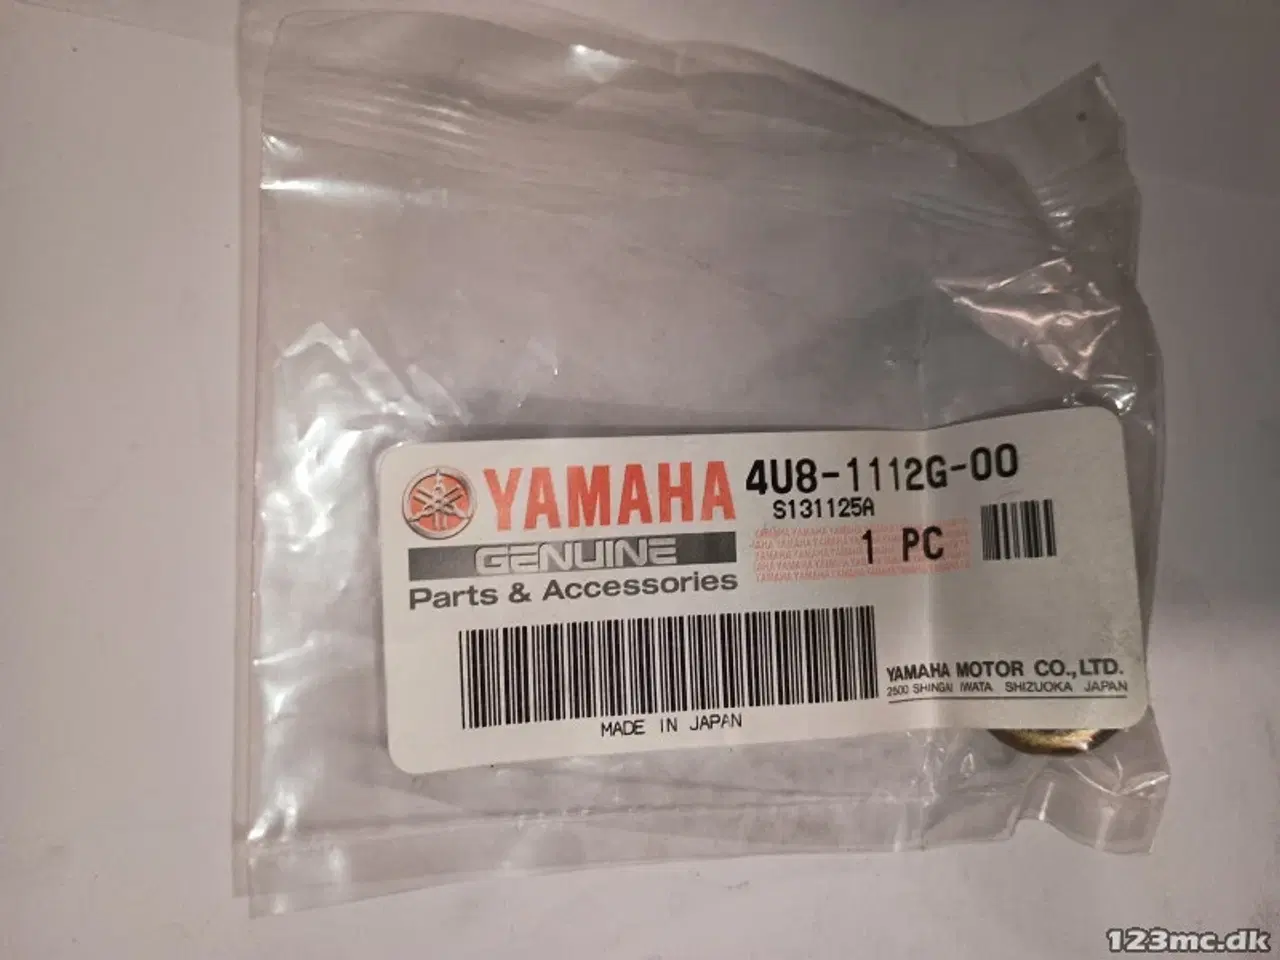 YAMAHA
GENUINE
Parts & Accessories
4U8-1112G-00
S131125A
1 PC
YAMAHA MOTOR CO.,LTD.
2500 SHINGAI IWATA SHIZUOKA JAPAN
MADE IN JAPAN
123mc.dk